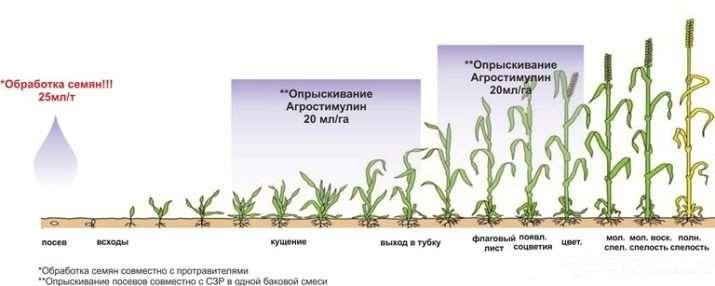 *Обработка семян!!!
25мл/т
**Опрыскивание
Агростимулин
20 мл/га
**Опрыскивание
Агростимулин
20мл/га
посев
всходы
кущение
выход в тубку
флаговый
лист
появл.
соцветия
цвет.
мол.
спел.
мол. воск.
спелость
полн.
спелость
*Обработка семян совместно с протравителями
**Опрыскивание посевов совместно с СЗР в одной баковой смеси